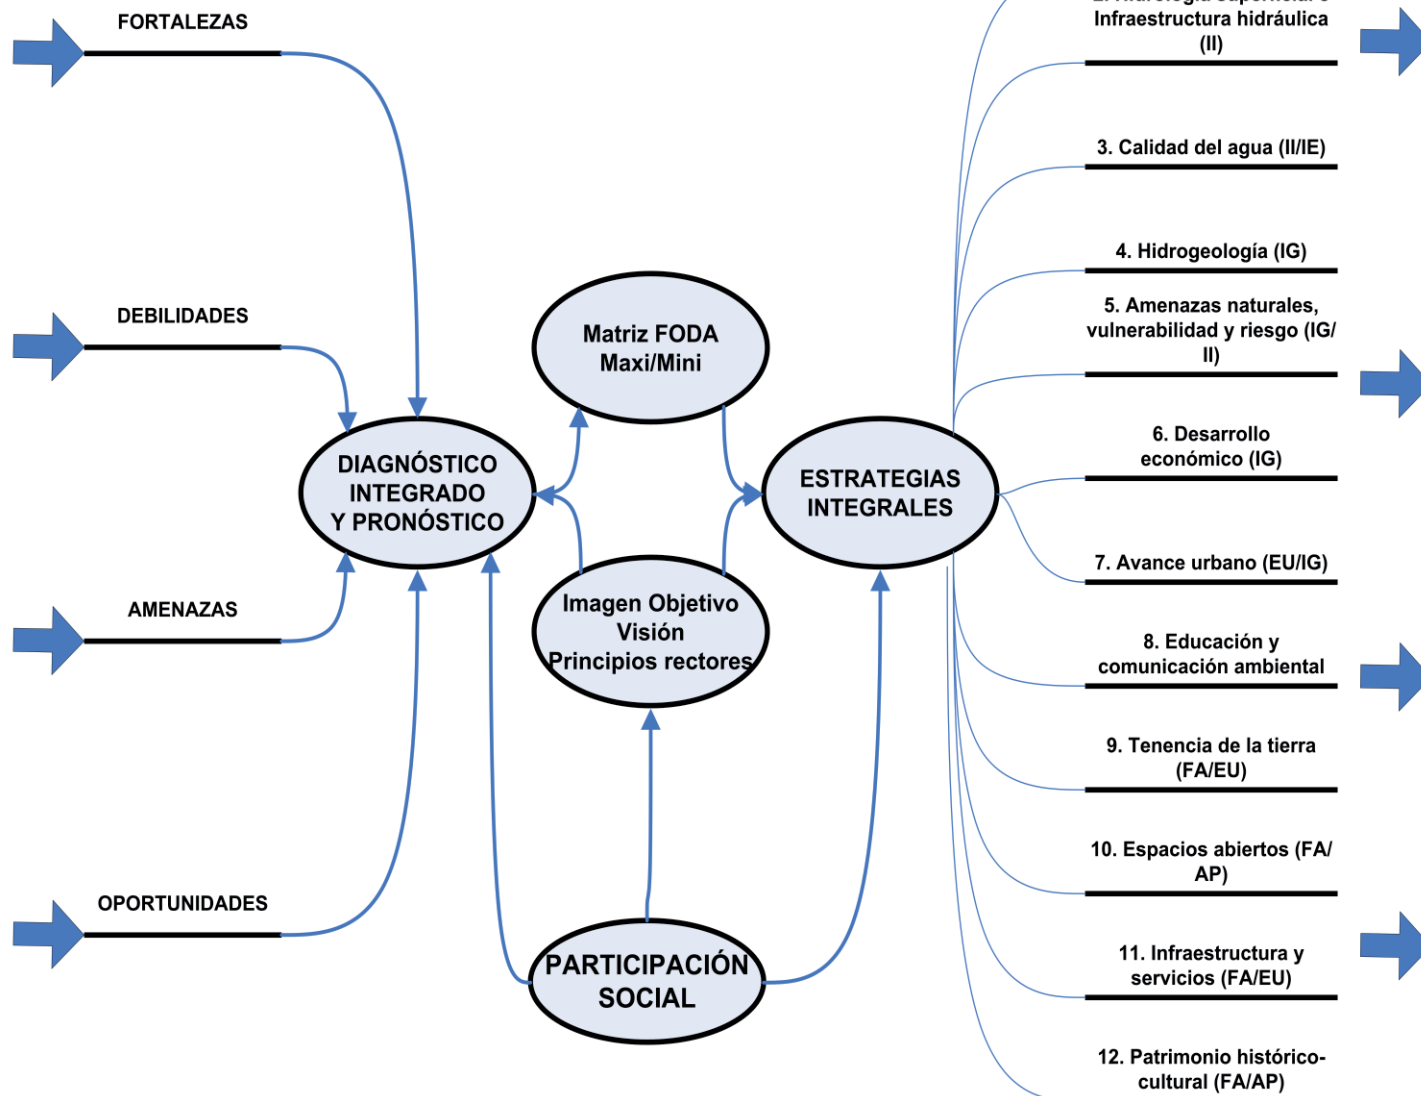 FORTALEZAS
DEBILIDADES
AMENAZAS
OPORTUNIDADES
DIAGNÓSTICO
INTEGRADO
Y PRONÓSTICO
Matriz FODA
Maxi/Mini
Imagen Objetivo
Visión
Principios rectores
PARTICIPACIÓN
SOCIAL
ESTRATEGIAS
INTEGRALES
Infraestructura hidráulica
(II)
3. Calidad del agua (II/IE)
4. Hidrogeología (IG)
5. Amenazas naturales,
vulnerabilidad y riesgo (IG/
II)
6. Desarrollo
económico (IG)
7. Avance urbano (EU/IG)
8. Educación y
comunicación ambiental
9. Tenencia de la tierra
(FA/EU)
10. Espacios abiertos (FA/
AP)
11. Infraestructura y
servicios (FA/EU)
12. Patrimonio histórico-
cultural (FA/AP)